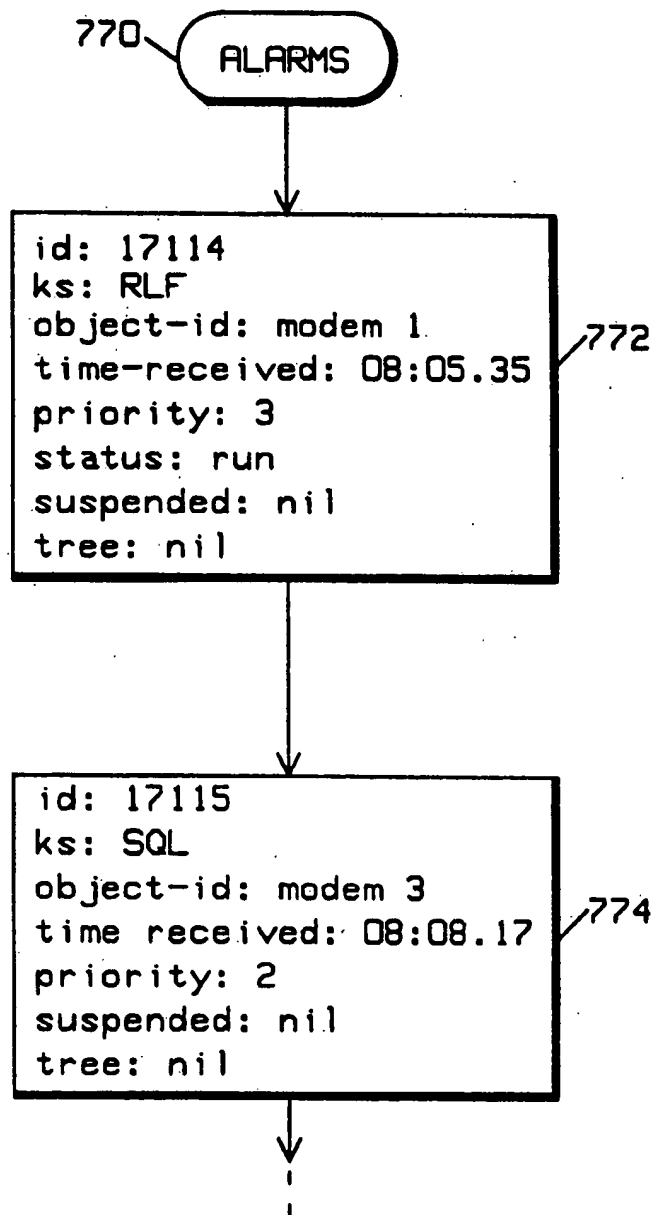 770
ALARMS
id: 17114
ks: RLF
object-id: modem 1
time-received: 08:05.35
priority: 3
status: run
suspended: nil
tree: nil
772
id: 17115
ks: SQL
object-id: modem 3
time received: 08:08.17
priority: 2
suspended: nil
tree: nil
774